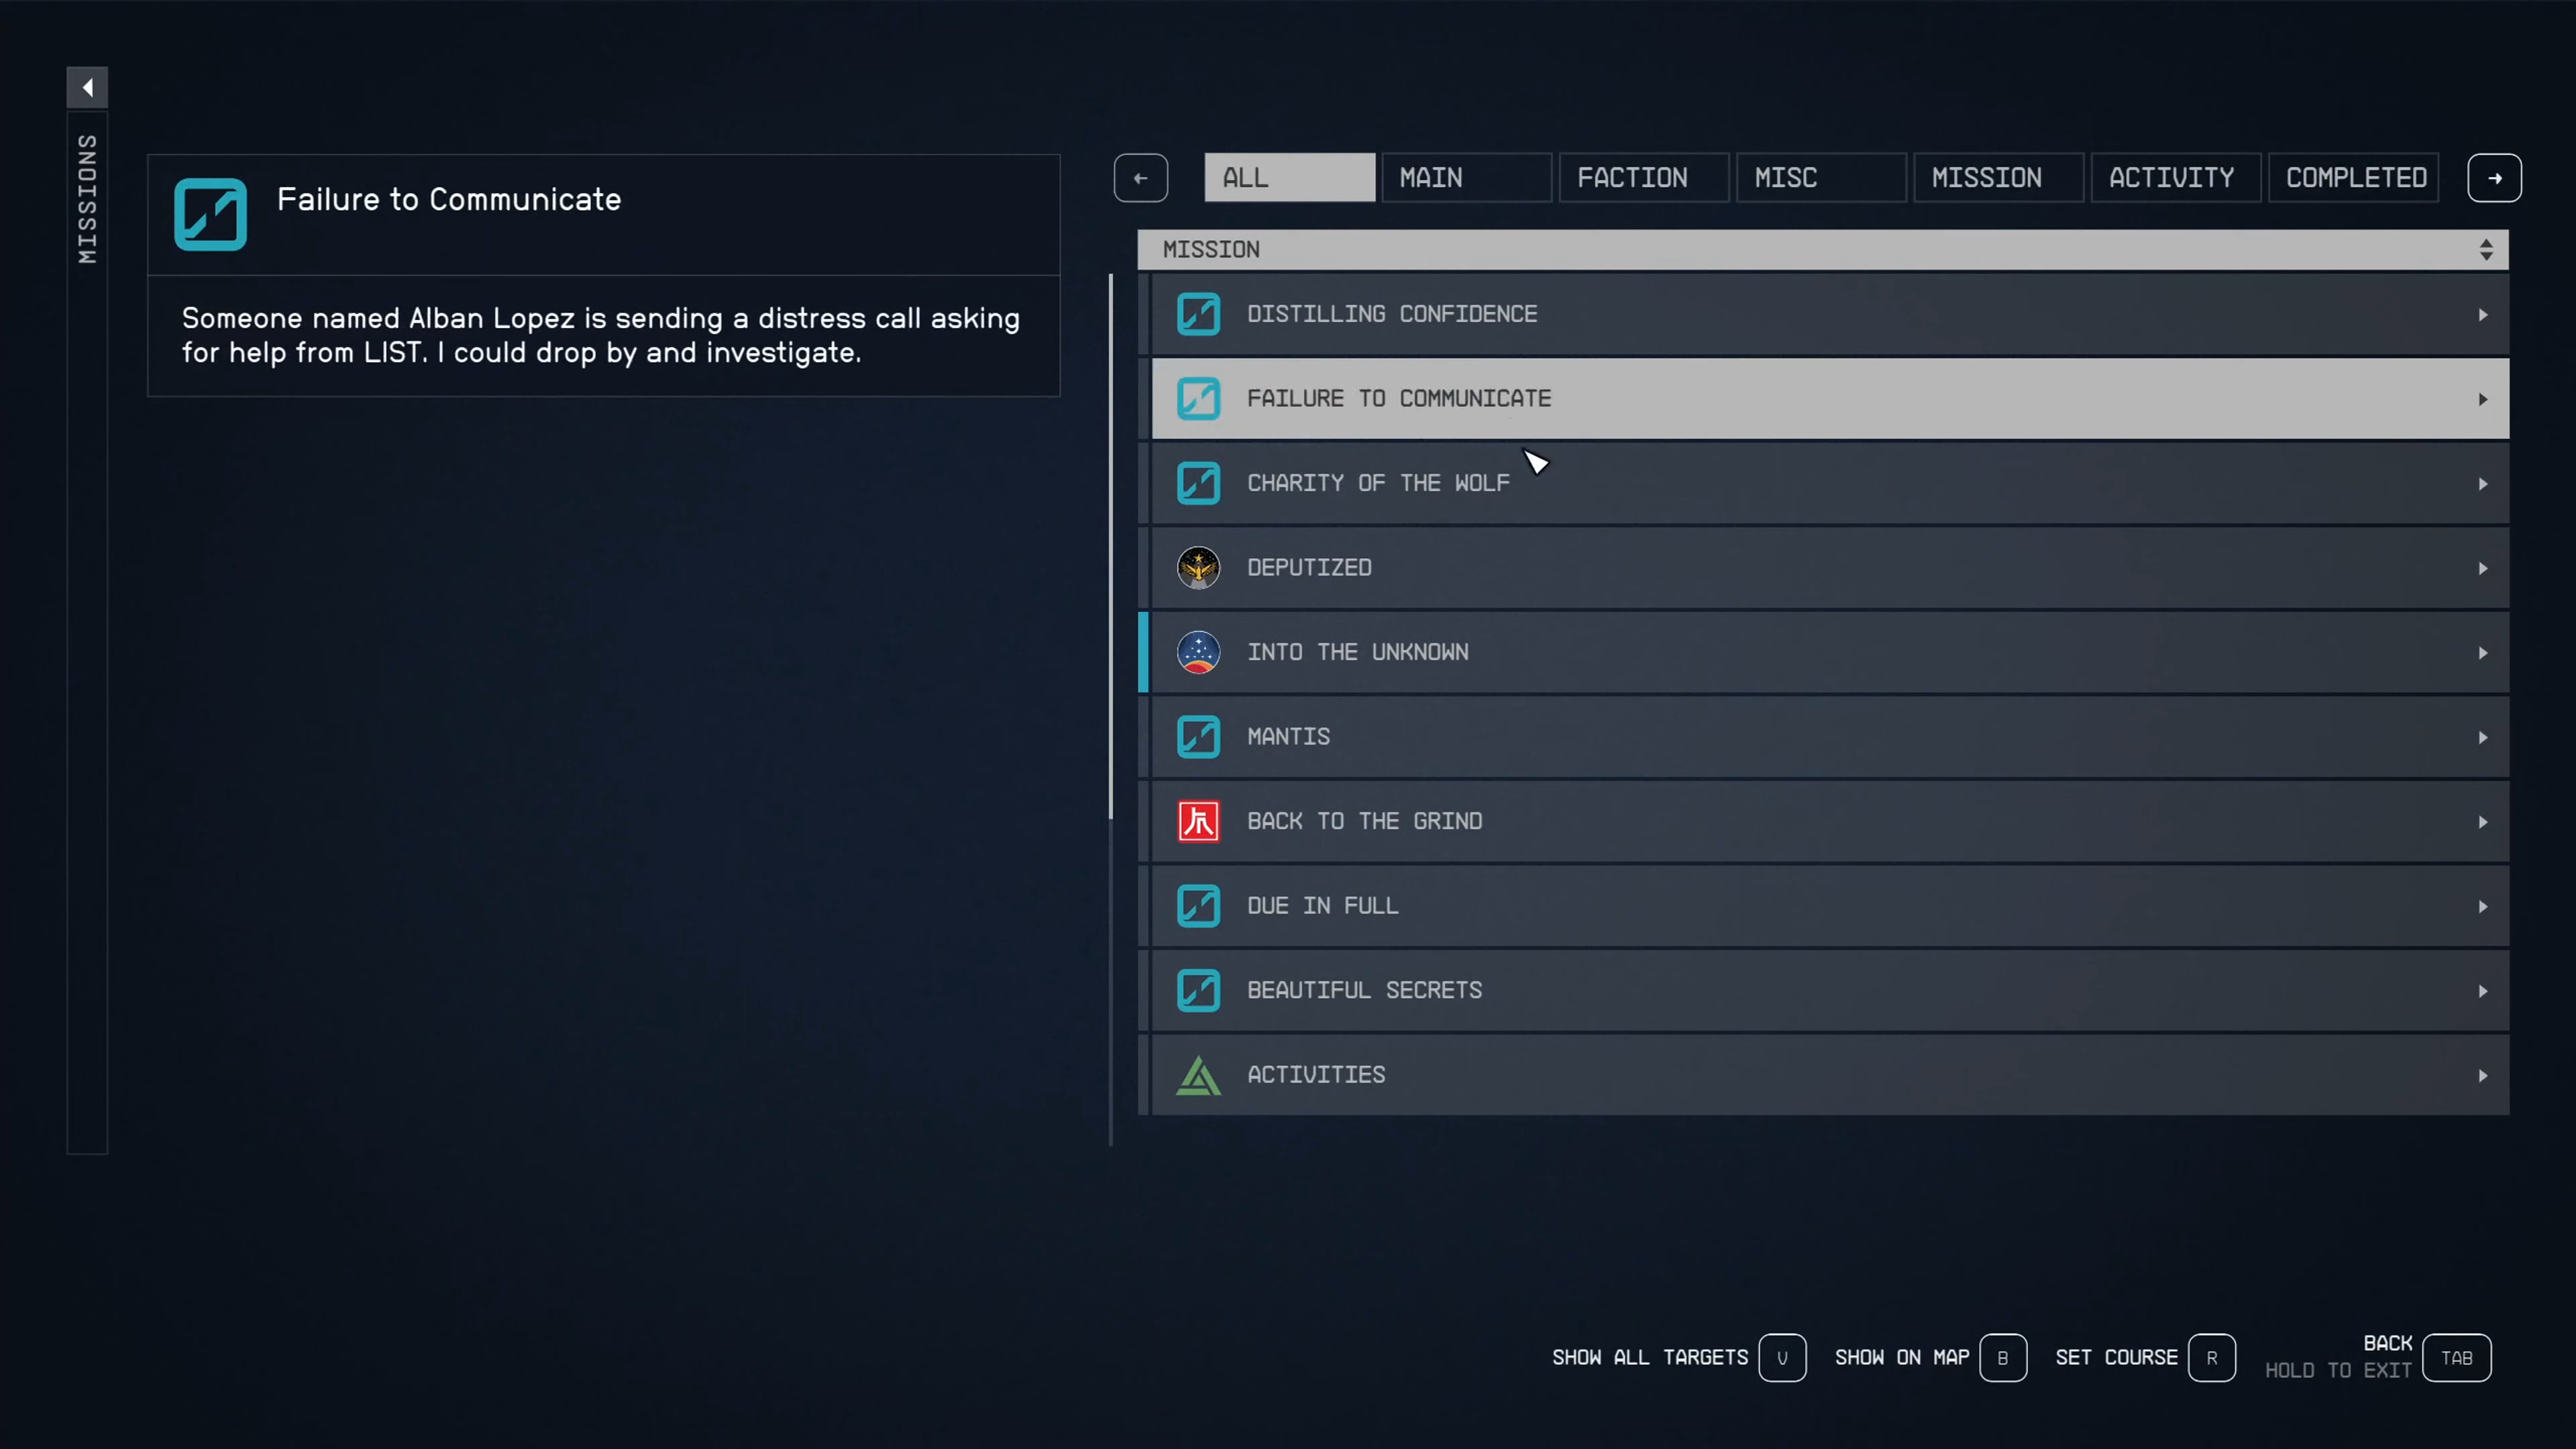 MISSIONS
Failure to Communicate
Someone named Alban Lopez is sending a distress call asking
for help from LIST. I could drop by and investigate.
ALL MAIN FACTION MISC MISSION ACTIVITY COMPLETED
MISSION
DISTILLING CONFIDENCE
FAILURE TO COMMUNICATE
CHARITY OF THE WOLF
DEPUTIZED
INTO THE UNKNOWN
MANTIS
BACK TO THE GRIND
DUE IN FULL
BEAUTIFUL SECRETS
ACTIVITIES
SHOW ALL TARGETS V SHOW ON MAP B SET COURSE R BACK TAB
HOLD TO EXIT